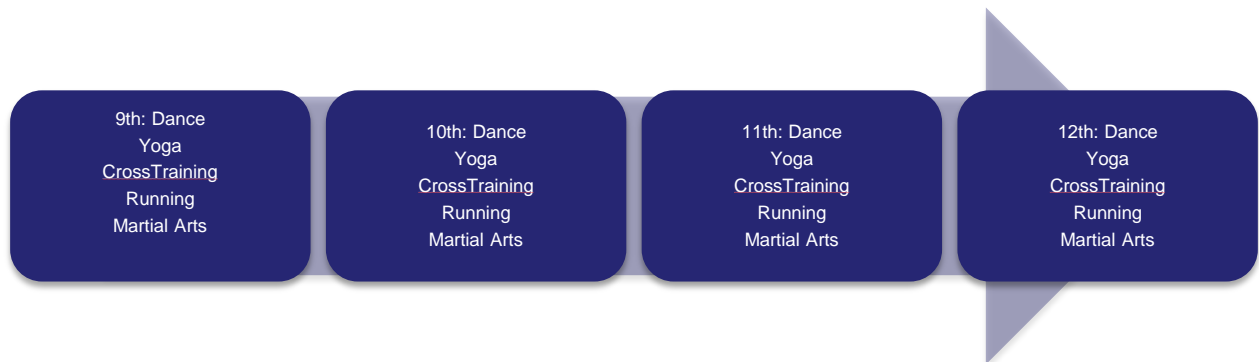 9th: Dance
Yoga
CrossTraining
Running
Martial Arts
10th: Dance
Yoga
CrossTraining
Running
Martial Arts
11th: Dance
Yoga
CrossTraining
Running
Martial Arts
12th: Dance
Yoga
CrossTraining
Running
Martial Arts